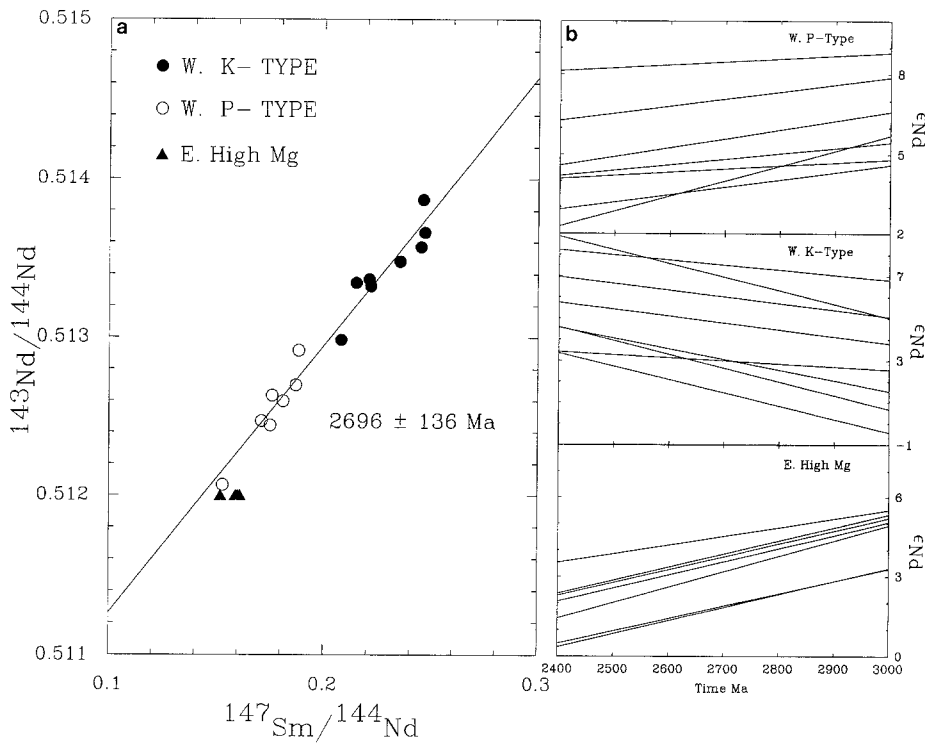 a
W. K-TYPE
W. P-TYPE
E. High Mg
2696 ± 136 Ma
0.515
0.514
0.513
0.512
0.511
143Nd/144Nd
0.1
0.2
0.3
147Sm/144Nd
b
W. P-Type
8
5
2
εNd
W. K-Type
7
3
-1
εNd
E. High Mg
6
3
0
εNd
2400
2500
2600
2700
2800
2900
3000
Time Ma